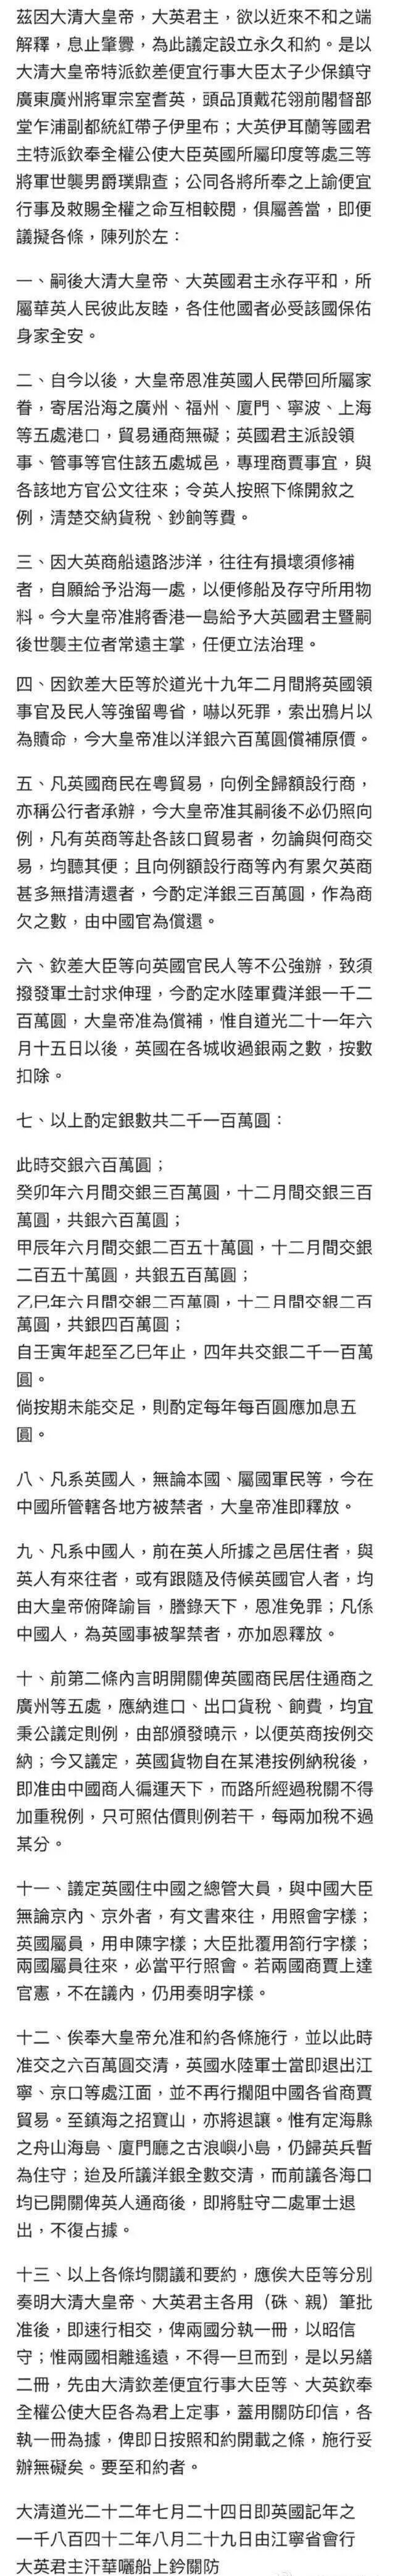 茲因大清大皇帝，大英君主，欲以近來不和之端
解釋，息止肇釁，為此議定設立永久和約。是以
大清大皇帝特派欽差便宜行事大臣太子少保鎮守
廣東廣州將軍宗室耆英，頭品頂戴花翎前閣督部
堂乍浦副都統紅帶子伊里布；大英伊耳蘭等國君
主特派欽奉全權公使大臣英國所屬印度等處三等
將軍世襲男爵璞鼎查；公同各將所奉之上諭便宜
行事及敕賜全權之命互相較閱，俱屬善當，即便
議擬各條，陳列於左：
一、嗣後大清大皇帝、大英國君主永存平和，所
屬華英人民彼此友睦，各住他國者必受該國保佑
身家全安。
二、自今以後，大皇帝恩准英國人民帶回所屬家
眷，寄居沿海之廣州、福州、廈門、寧波、上海
等五處港口，貿易通商無礙；英國君主派設領
事、管事等官住該五處城邑，專理商賈事宜，與
各該地方官公文往來；令英人按照下條開敘之
例，清楚交納貨稅、鈔餉等費。
三、因大英商船遠路涉洋，往往有損壞須修補
者，自願給予沿海一處，以便修船及存守所用物
料。今大皇帝准將香港一島給予大英國君主暨嗣
後世襲主位者常遠主掌，任便立法治理。
四、因欽差大臣等於道光十九年二月間將英國領
事官及民人等強留粵省，嚇以死罪，索出鴉片以
為贖命，今大皇帝准以洋銀六百萬圓償補原價。
五、凡英國商民在粵貿易，向例全歸額設行商，
亦稱公行者承辦，今大皇帝准其嗣後不必仍照向
例，凡有英商等赴各該口貿易者，勿論與何商交
易，均聽其便；且向例額設行商等內有累欠英商
甚多無措清還者，今酌定洋銀三百萬圓，作為商
欠之數，由中國官為償還。
六、欽差大臣等向英國官民人等不公強辦，致須
撥發軍士討求伸理，今酌定水陸軍費洋銀一千二
百萬圓，大皇帝准為償補，惟自道光二十一年六
月十五日以後，英國在各城收過銀兩之數，按數
扣除。
七、以上酌定銀數共二千一百萬圓：
此時交銀六百萬圓；
癸卯年六月間交銀三百萬圓，十二月間交銀三百
萬圓，共銀六百萬圓；
甲辰年六月間交銀二百五十萬圓，十二月間交銀
二百五十萬圓，共銀五百萬圓；
乙巳年六月間交銀二百萬圓，十二月間交銀二百
萬圓，共銀四百萬圓；
自壬寅年起至乙巳年止，四年共交銀二千一百萬
圓。
倘按期未能交足，則酌定每年每百圓應加息五
圓。
八、凡系英國人，無論本國、屬國軍民等，今在
中國所管轄各地方被禁者，大皇帝准即釋放。
九、凡系中國人，前在英人所據之邑居住者，與
英人有來往者，或有跟隨及侍候英國官人者，均
由大皇帝俯降諭旨，謄錄天下，恩准免罪；凡係
中國人，為英國事被拏禁者，亦加恩釋放。
十、前第二條內言明開關俾英國商民居住通商之
廣州等五處，應納進口、出口貨稅、餉費，均宜
秉公議定則例，由部頒發曉示，以便英商按例交
納；今又議定，英國貨物自在某港按例納稅後，
即准由中國商人徧運天下，而路所經過稅關不得
加重稅例，只可照估價則例若干，每兩加稅不過
某分。
十一、議定英國住中國之總管大員，與中國大臣
無論京內、京外者，有文書來往，用照會字樣；
英國屬員，用申陳字樣；大臣批覆用劄行字樣；
兩國屬員往來，必當平行照會。若兩國商賈上達
官憲，不在議內，仍用奏明字樣。
十二、俟奉大皇帝允准和約各條施行，並以此時
准交之六百萬圓交清，英國水陸軍士當即退出江
寧、京口等處江面，並不再行攔阻中國各省商賈
貿易。至鎮海之招寶山，亦將退讓。惟有定海縣
之舟山海島、廈門廳之古浪嶼小島，仍歸英兵暫
為住守；迨及所議洋銀全數交清，而前議各海口
均已開關俾英人通商後，即將駐守二處軍士退
出，不復占據。
十三、以上各條均關議和要約，應俟大臣等分別
奏明大清大皇帝、大英君主各用（硃、親）筆批
准後，即速行相交，俾兩國分執一冊，以昭信
守；惟兩國相離遙遠，不得一旦而到，是以另繕
二冊，先由大清欽差便宜行事大臣等、大英欽奉
全權公使大臣各為君上定事，蓋用關防印信，各
執一冊為據，俾即日按照和約開載之條，施行妥
辦無礙矣。要至和約者。
大清道光二十二年七月二十四日即英國記年之
一千八百四十二年八月二十九日由江寧省會行
大英君主汗華囇船上鈐關防